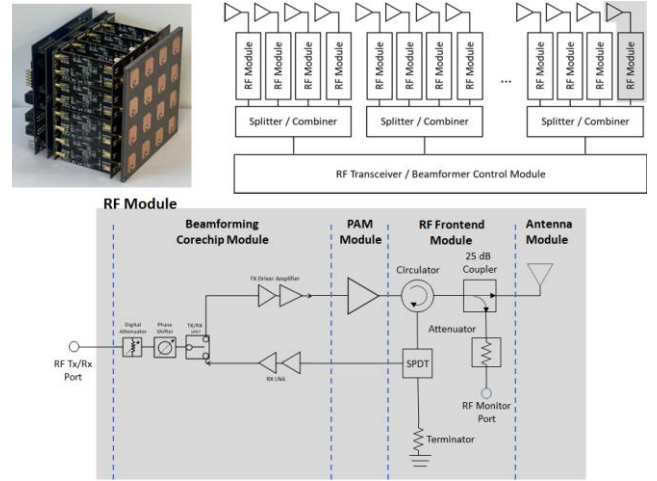 RF Module
RF Module
RF Module
RF Module
RF Module
RF Module
RF Module
RF Module
...
RF Module
RF Module
RF Module
RF Module
Splitter / Combiner
Splitter / Combiner
Splitter / Combiner
RF Transceiver / Beamformer Control Module
RF Module
Beamforming
Corechip Module
PAM
Module
RF Frontend
Module
Antenna
Module
25 dB
Coupler
Circulator
TX Driver Amplifier
Digital
Attenuator
Phase
Shifter
TX/RX
Attenuator
RF Tx/Rx
Port
RX LNA
SPDT
RF Monitor
Port
Terminator